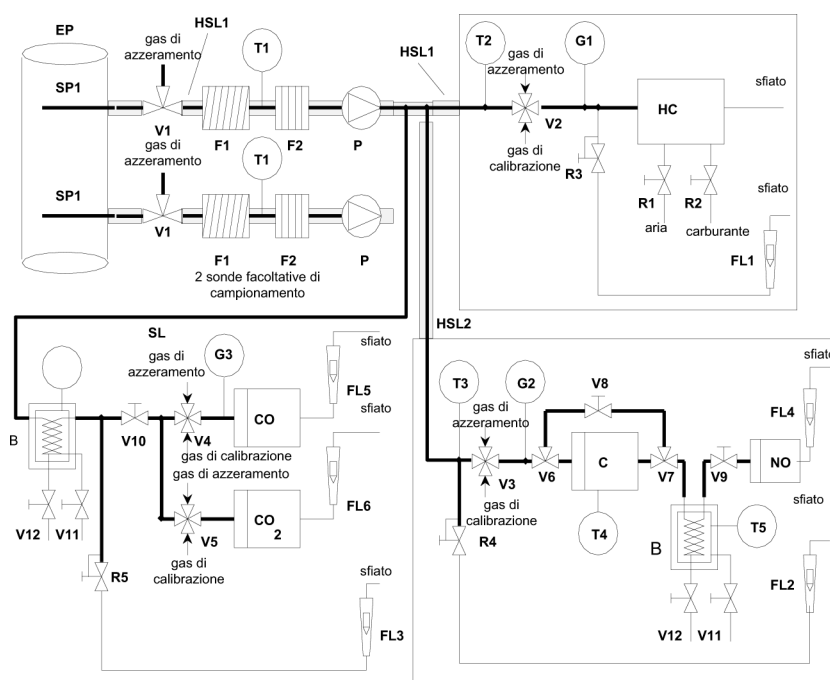 EP
gas di
azzeramento
HSL1
T1
SP1
V1
F1
F2
P
gas di
azzeramento
T1
SP1
V1
F1
F2
P
2 sonde facoltative di
campionamento
HSL1
T2
gas di
azzeramento
G1
V2
gas di
calibrazione
R3
HC
sfiato
R1
R2
aria
carburante
sfiato
FL1
HSL2
SL
gas di
azzeramento
G3
sfiato
FL5
sfiato
B
V10
V4
CO
gas di calibrazione
gas di azzeramento
V12
V11
V5
CO
2
FL6
gas di
calibrazione
R5
sfiato
FL3
T3
gas di
azzeramento
G2
V8
sfiato
FL4
V3
V6
C
V7
V9
NO
gas di
calibrazione
R4
T4
B
T5
sfiato
FL2
V12
V11